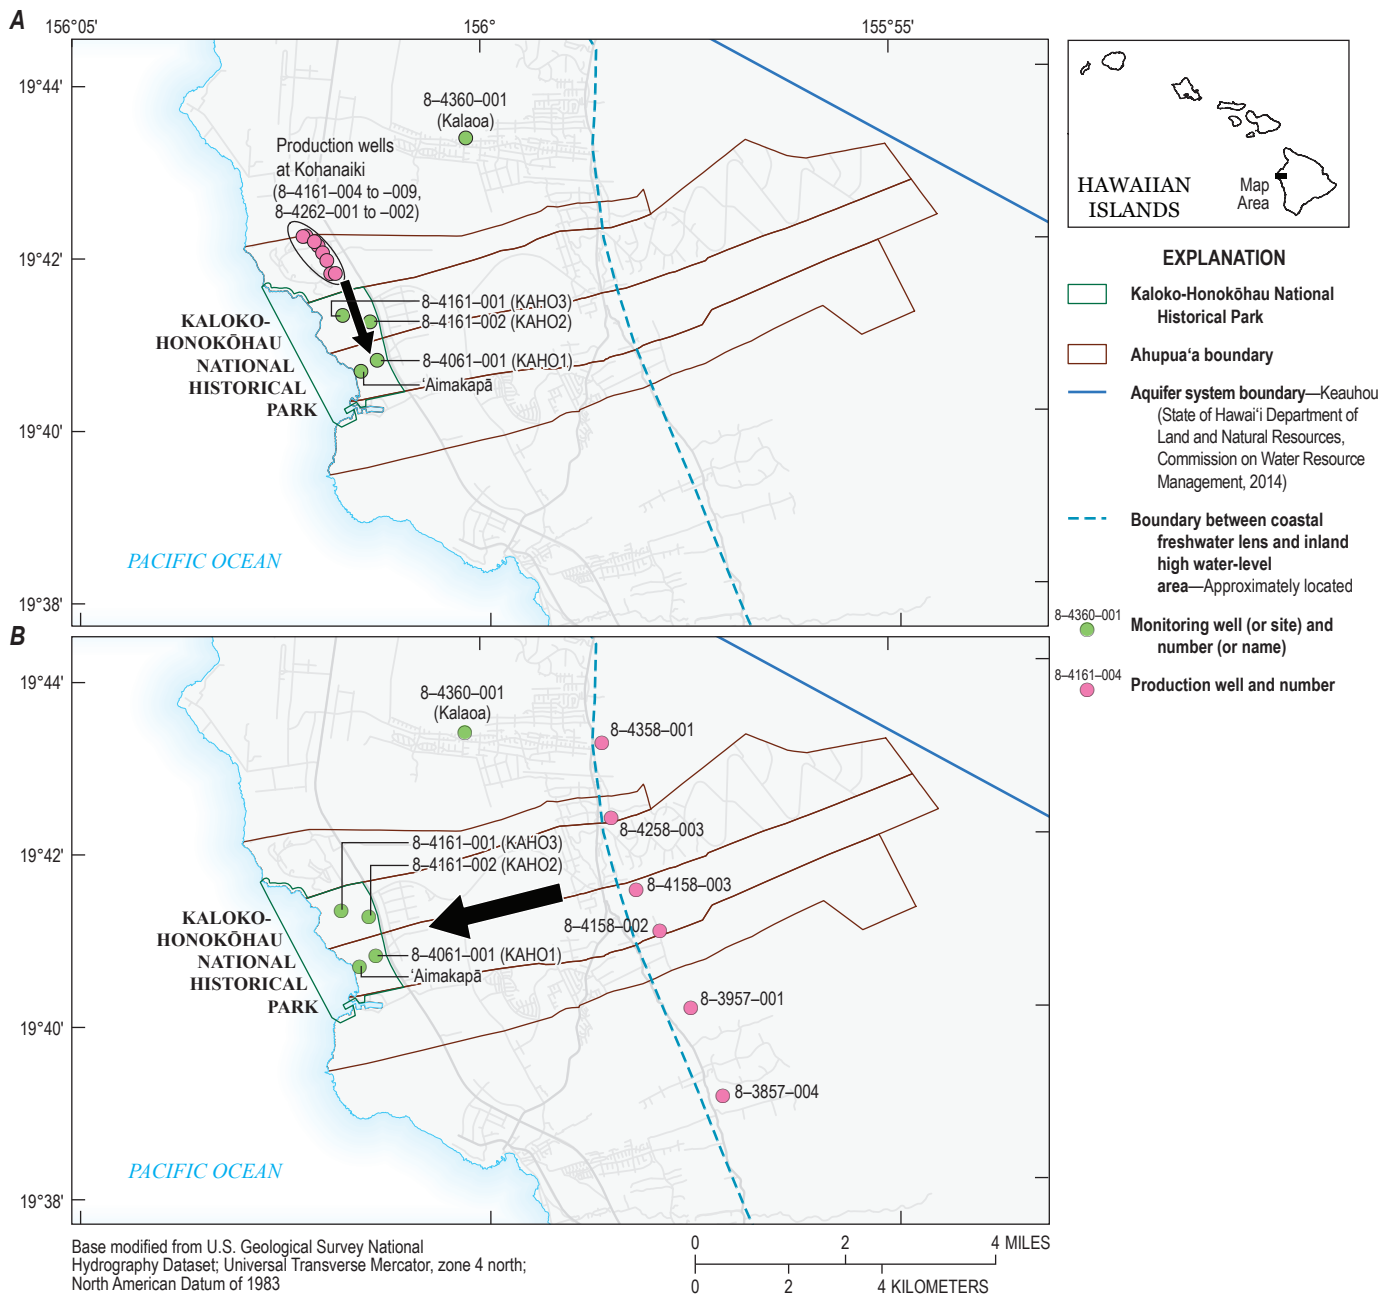 A
156°05'
156°
155°55'
19°44'
19°42'
19°40'
19°38'
8–4360–001
(Kalaoa)
Production wells
at Kohanaiki
(8–4161–004 to –009,
8–4262–001 to –002)
8–4161–001 (KAHO3)
8–4161–002 (KAHO2)
8–4061–001 (KAHO1)
ʻAimakapā
KALOKO-
HONOKŌHAU
NATIONAL
HISTORICAL
PARK
PACIFIC OCEAN
B
19°44'
19°42'
19°40'
19°38'
8–4360–001
(Kalaoa)
8–4358–001
8–4258–003
8–4161–001 (KAHO3)
8–4161–002 (KAHO2)
8–4158–003
8–4158–002
8–4061–001 (KAHO1)
ʻAimakapā
8–3957–001
8–3857–004
KALOKO-
HONOKŌHAU
NATIONAL
HISTORICAL
PARK
PACIFIC OCEAN
Base modified from U.S. Geological Survey National
Hydrography Dataset; Universal Transverse Mercator, zone 4 north;
North American Datum of 1983
0 2 4 MILES
0 2 4 KILOMETERS
HAWAIIAN
ISLANDS
Map
Area
EXPLANATION
Kaloko-Honokōhau National
Historical Park
Ahupuaʻa boundary
Aquifer system boundary—Keauhou
(State of Hawaiʻi Department of
Land and Natural Resources,
Commission on Water Resource
Management, 2014)
Boundary between coastal
freshwater lens and inland
high water-level
area—Approximately located
8–4360–001
Monitoring well (or site) and
number (or name)
8–4161–004
Production well and number